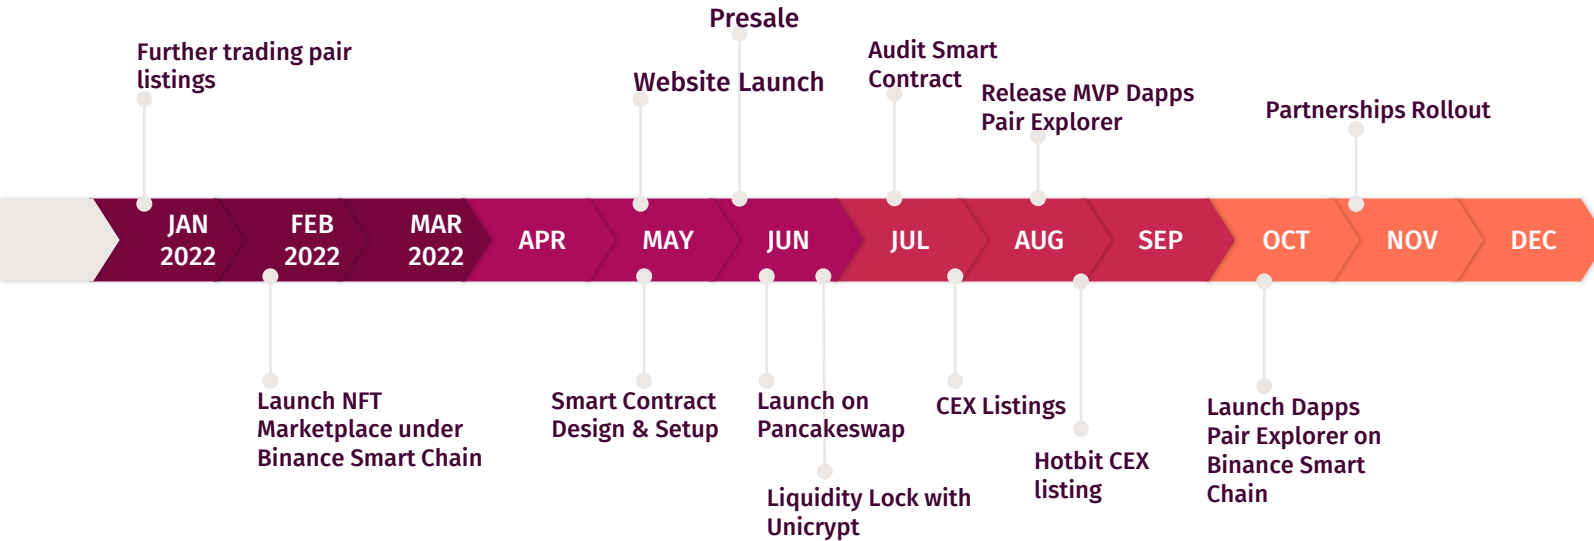 Presale
Further trading pair
listings
Website Launch
Audit Smart
Contract
Release MVP Dapps
Pair Explorer
Partnerships Rollout
JAN
2022
FEB
2022
MAR
2022
APR
MAY
JUN
JUL
AUG
SEP
OCT
NOV
DEC
Launch NFT
Marketplace under
Binance Smart Chain
Smart Contract
Design & Setup
Launch on
Pancakeswap
Liquidity Lock with
Unicrypt
CEX Listings
Hotbit CEX
listing
Launch Dapps
Pair Explorer on
Binance Smart
Chain